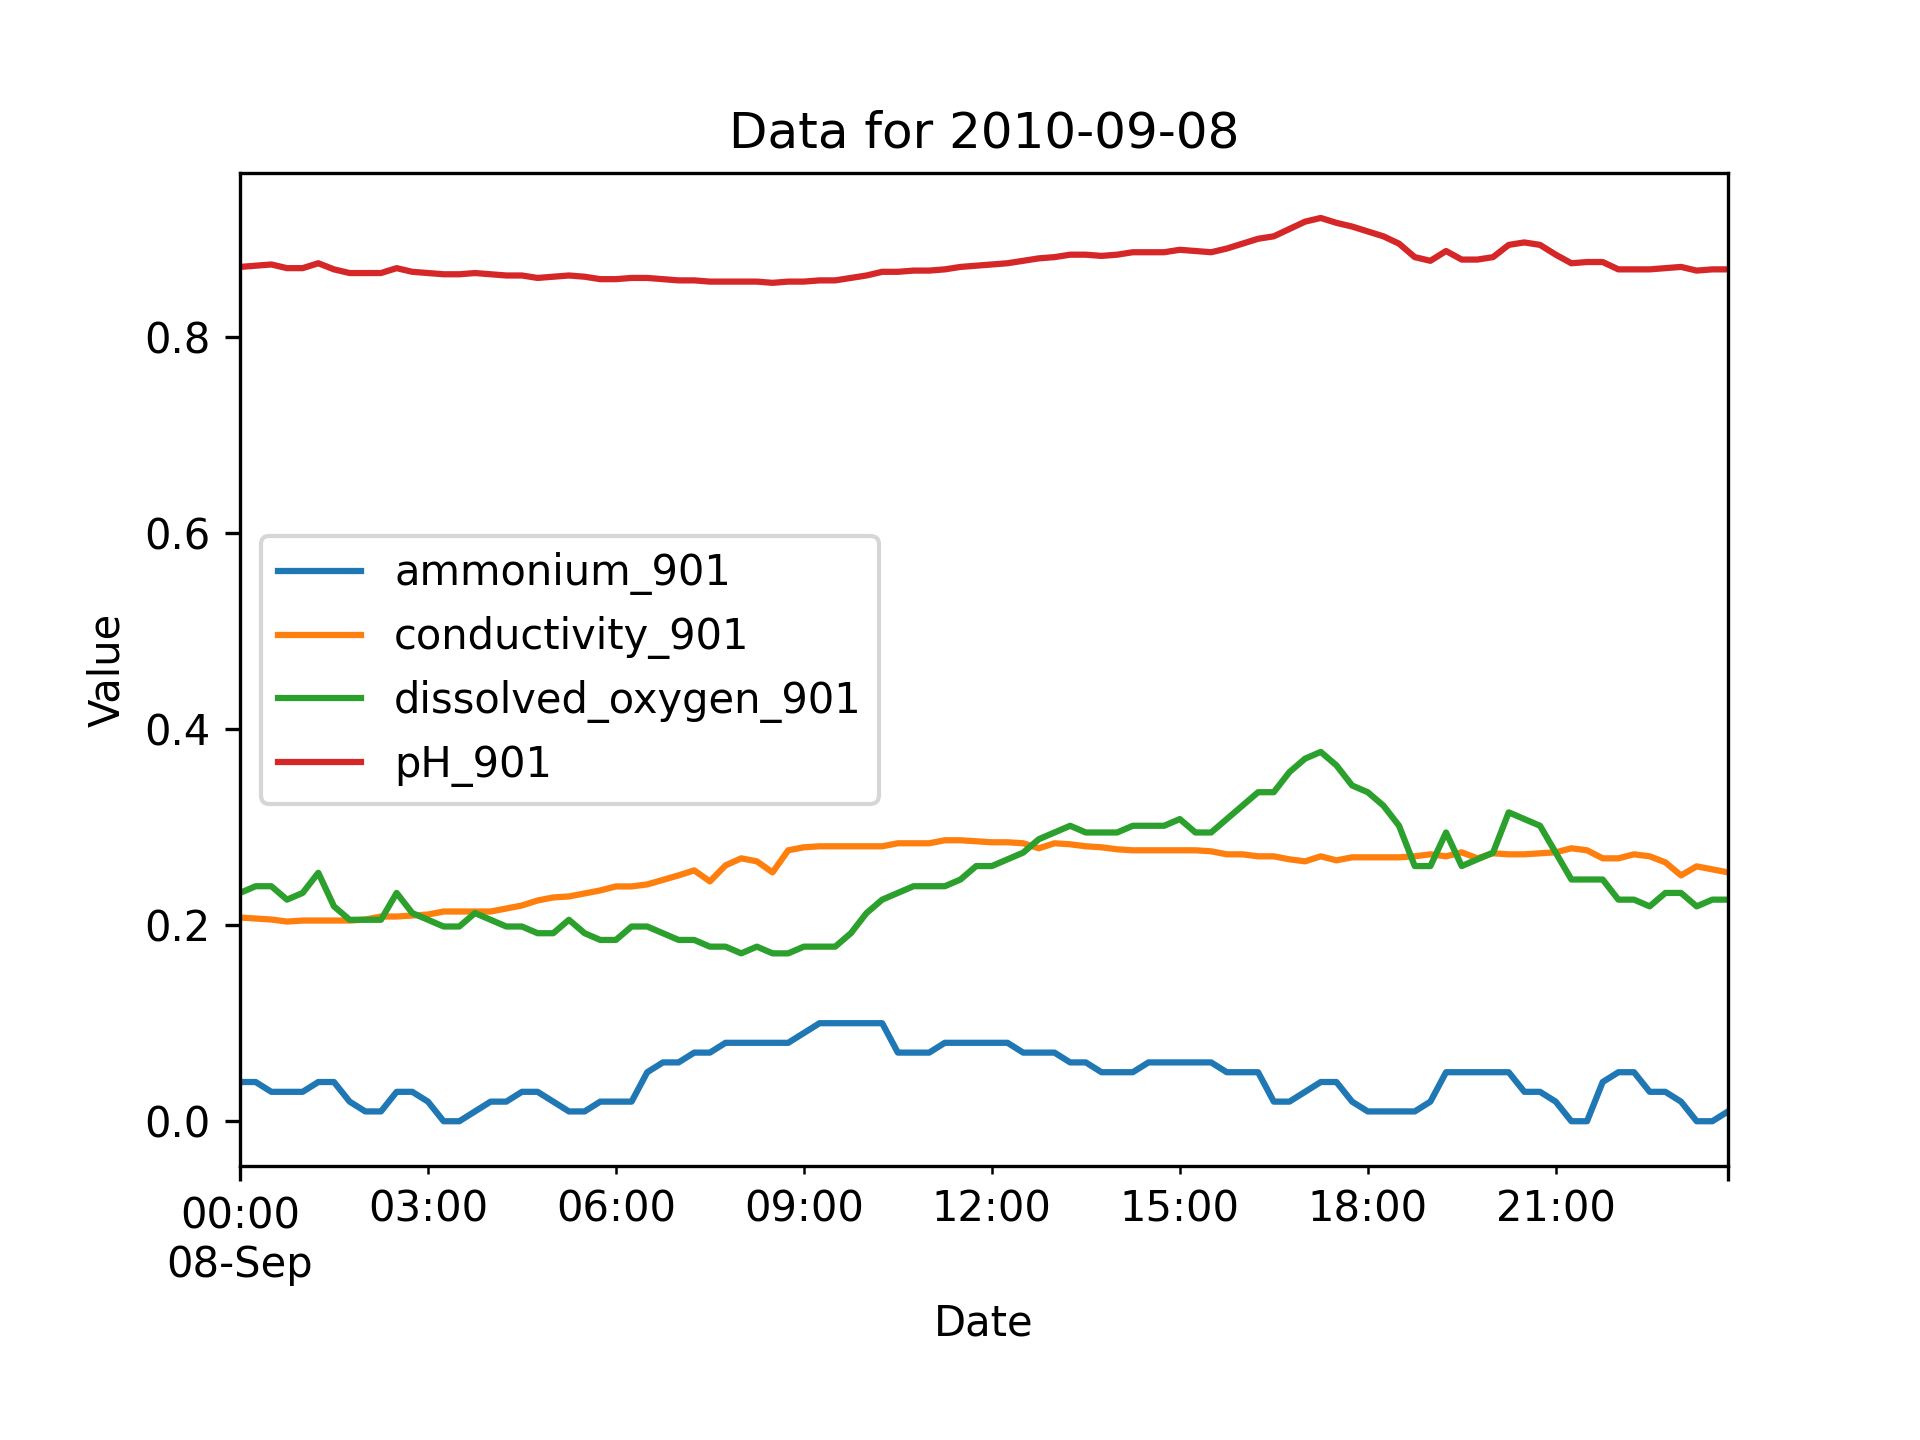 Data for 2010-09-08
Value
0.8
0.6
0.4
0.2
0.0
ammonium_901
conductivity_901
dissolved_oxygen_901
pH_901
00:00 03:00 06:00 09:00 12:00 15:00 18:00 21:00
08-Sep
Date